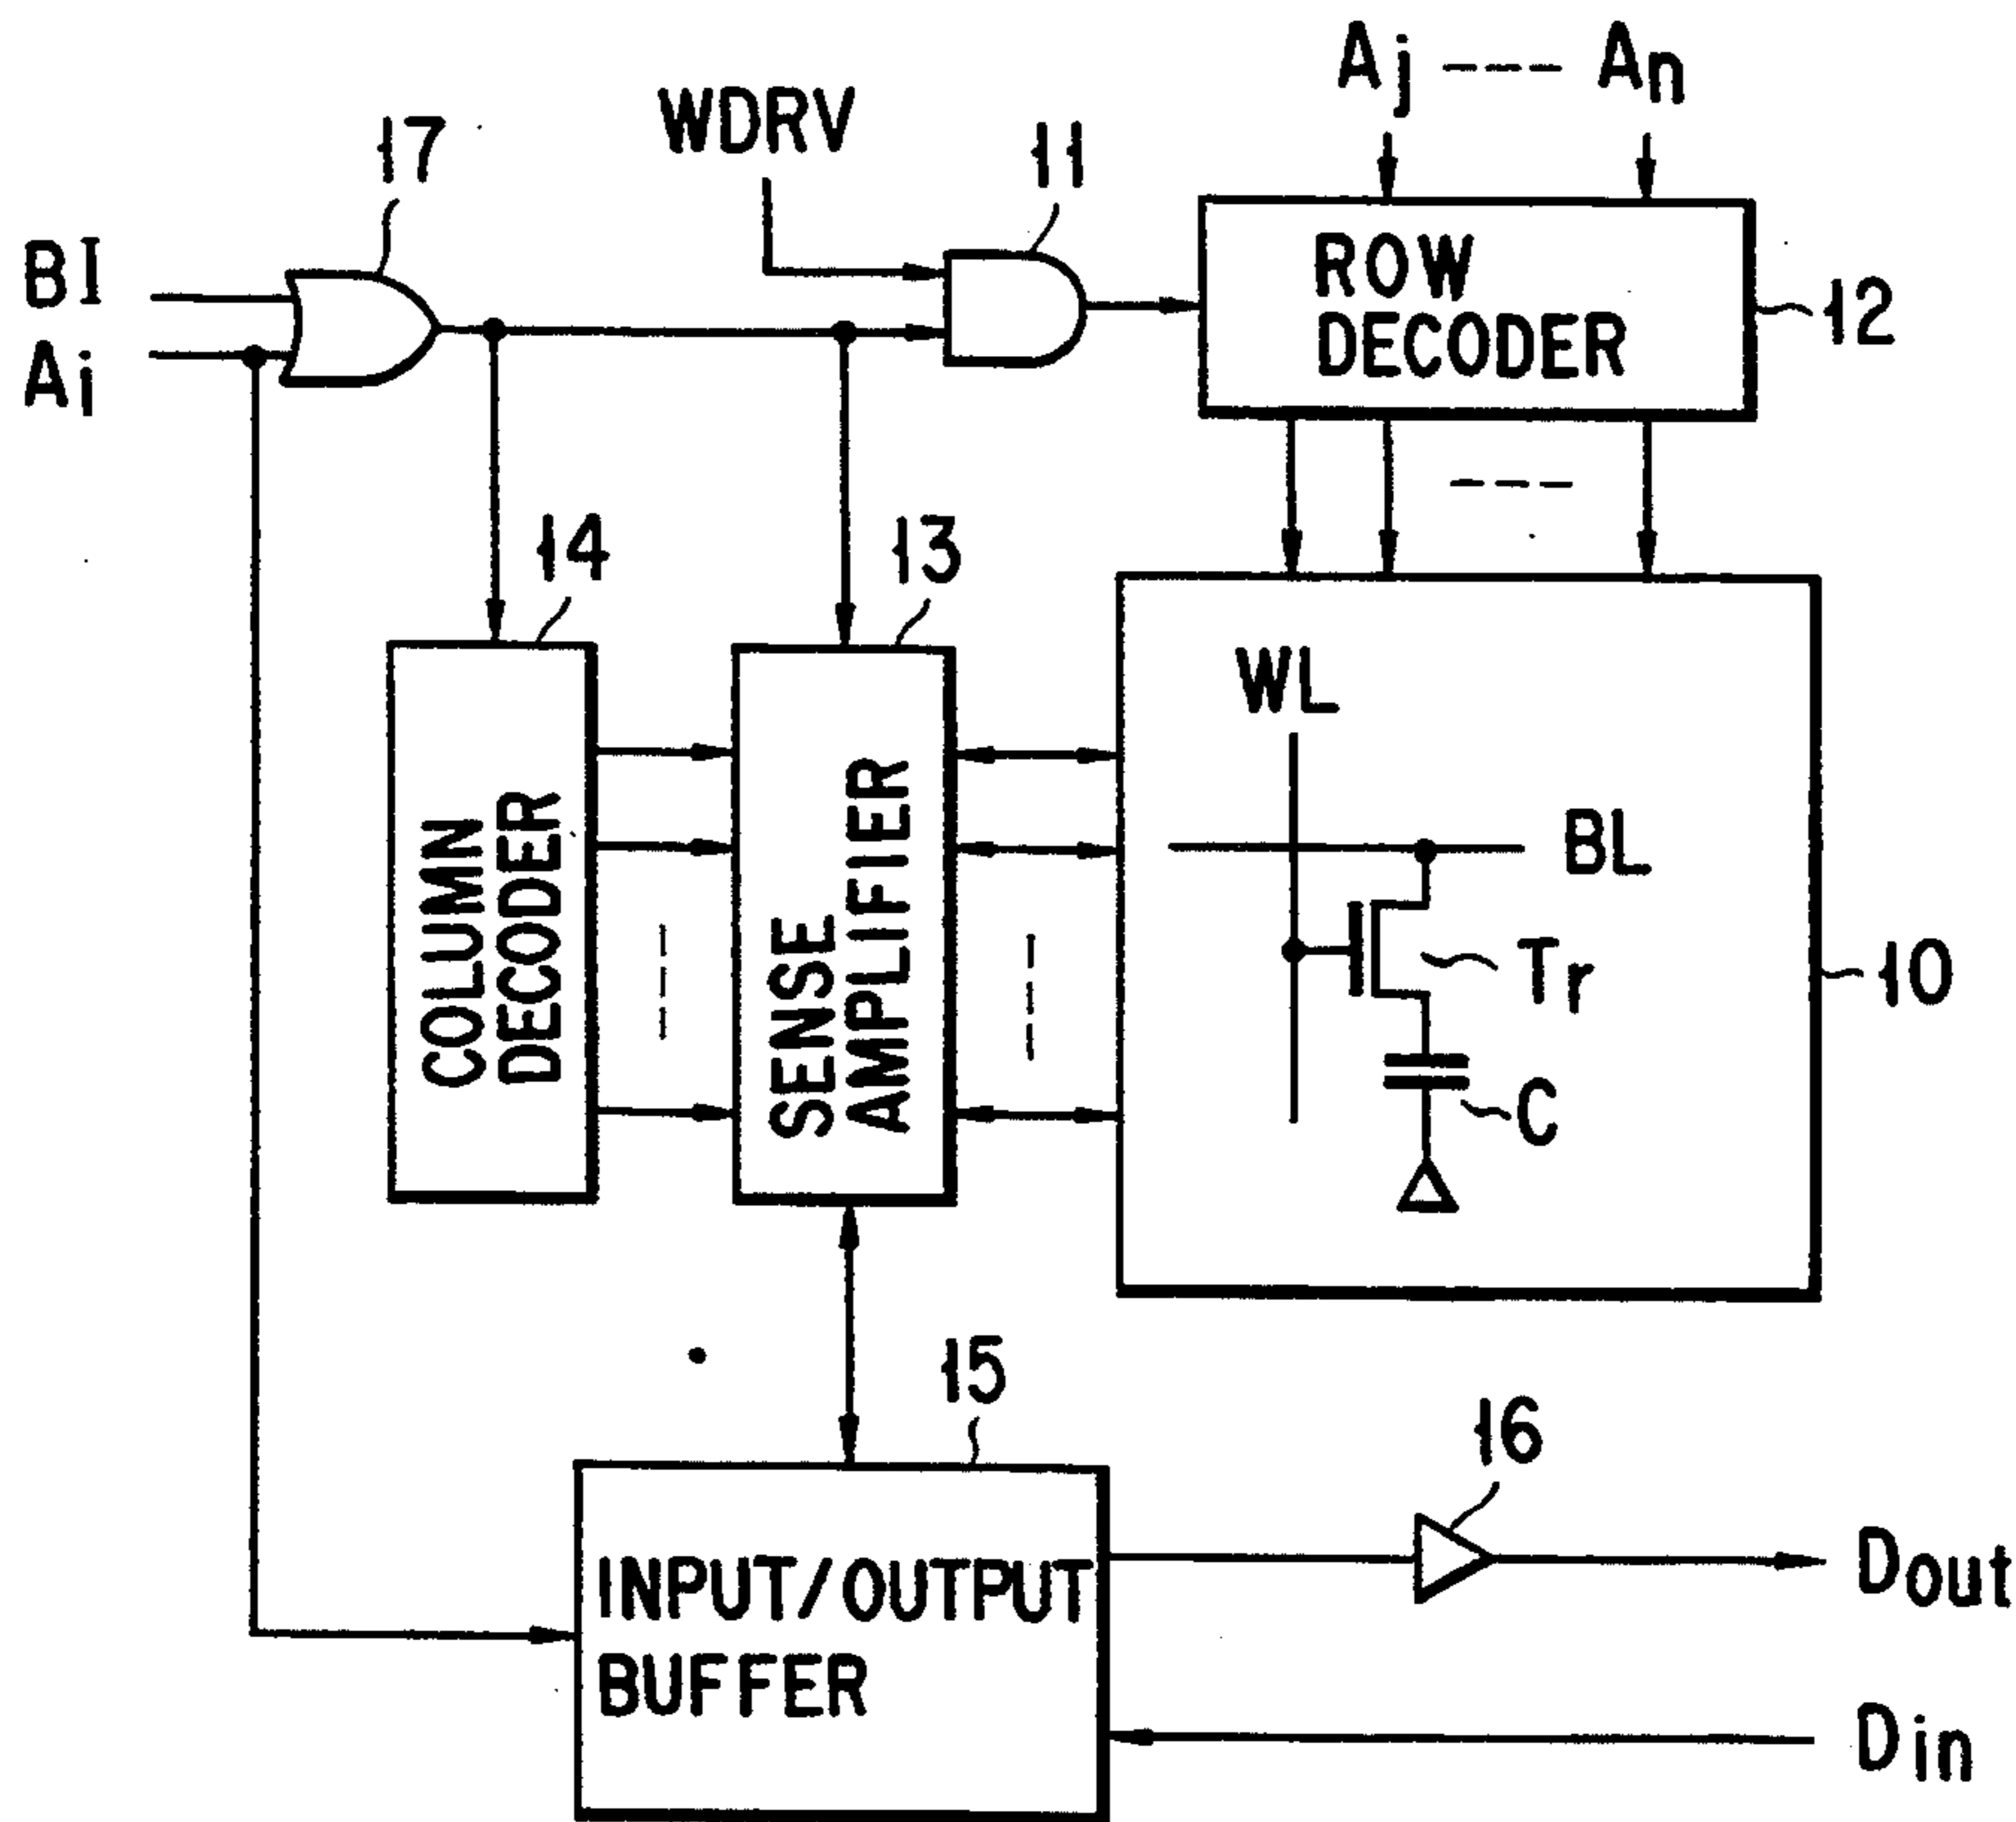 Aj --- An
WDRV
17
11
BI
Ai
ROW
DECODER
12
14
13
COLUMN
DECODER
SENSE
AMPLIFIER
WL
BL
Tr
C
10
15
16
INPUT/OUTPUT
BUFFER
Dout
Din